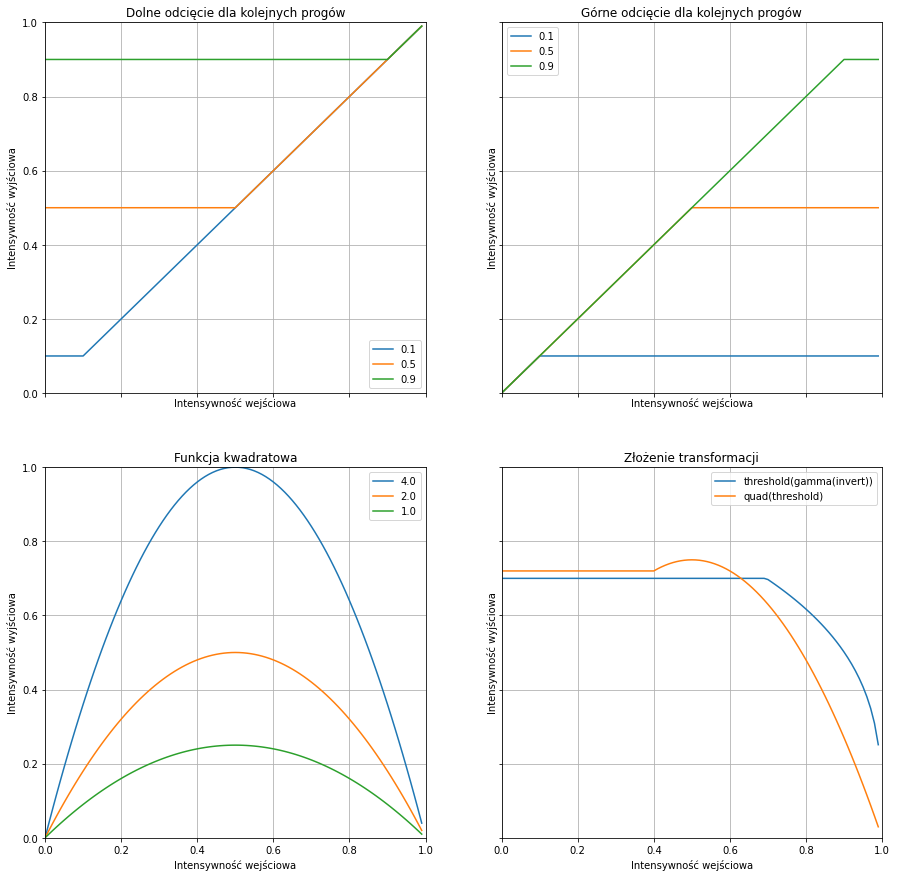 Dolne odcięcie dla kolejnych progów
1.0
0.8
0.6
0.4
0.2
0.0
Intensywność wyjściowa
0.1
0.5
0.9
Intensywność wejściowa
Górne odcięcie dla kolejnych progów
0.1
0.5
0.9
Intensywność wyjściowa
Intensywność wejściowa
Funkcja kwadratowa
1.0
0.8
0.6
0.4
0.2
0.0
Intensywność wyjściowa
4.0
2.0
1.0
0.0 0.2 0.4 0.6 0.8 1.0
Intensywność wejściowa
Złożenie transformacji
threshold(gamma(invert))
quad(threshold)
Intensywność wyjściowa
0.0 0.2 0.4 0.6 0.8 1.0
Intensywność wejściowa